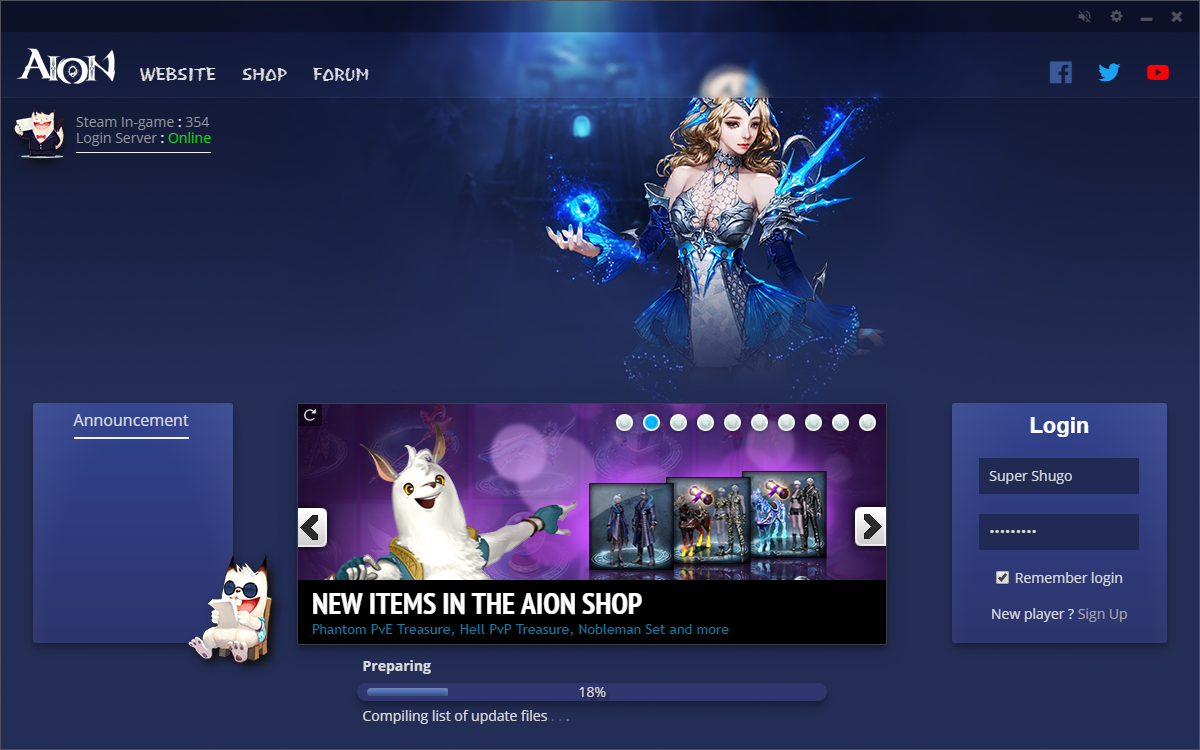 AION
WEBSITE SHOP FORUM
Steam In-game : 354
Login Server : Online
Announcement
NEW ITEMS IN THE AION SHOP
Phantom PvE Treasure, Hell PvP Treasure, Nobleman Set and more
Login
Super Shugo
•••••••••
Remember login
New player ? Sign Up
Preparing
18%
Compiling list of update files . . .